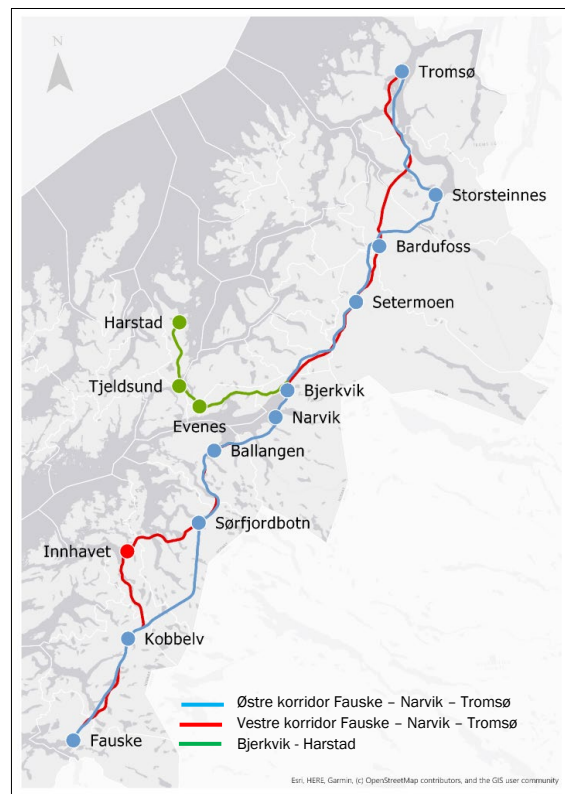 N
Tromsø
Storsteinnes
Bardufoss
Setermoen
Harstad
Tjeldsund
Bjerkvik
Evenes
Narvik
Ballangen
Sørfjordbotn
Innhavet
Kobbelv
Østre korridor Fauske – Narvik – Tromsø
Vestre korridor Fauske – Narvik – Tromsø
Fauske
Bjerkvik - Harstad
Esri, HERE, Garmin, (c) OpenStreetMap contributors, and the GIS user community